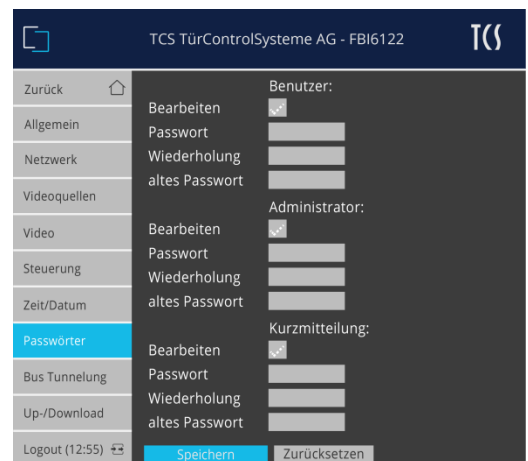 TCS TürControlSysteme AG - FBI6122
TCS
Zurück
Allgemein
Netzwerk
Videoquellen
Video
Steuerung
Zeit/Datum
Passwörter
Bus Tunnelung
Up-/Download
Logout (12:55)
Benutzer:
Bearbeiten
Passwort
Wiederholung
altes Passwort
Administrator:
Bearbeiten
Passwort
Wiederholung
altes Passwort
Kurzmitteilung:
Bearbeiten
Passwort
Wiederholung
altes Passwort
Speichern Zurücksetzen